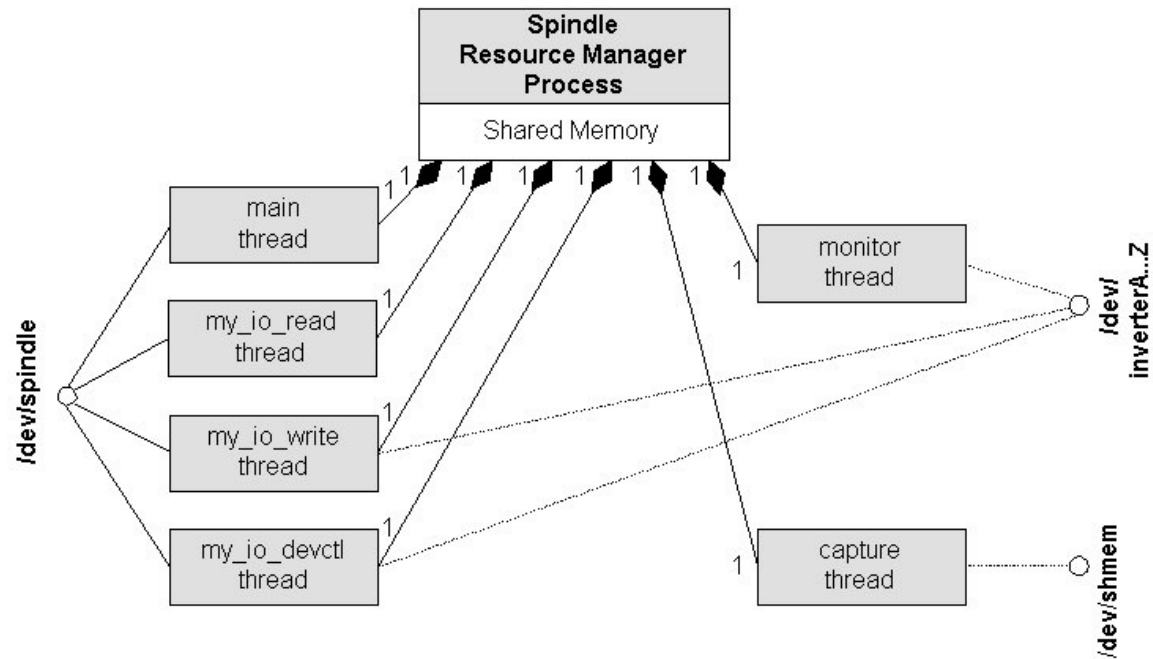 Spindle
Resource Manager
Process
Shared Memory
1
1
1
1
1
1
1
main
thread
monitor
thread
1
/dev/
inverterA...Z
1
my_io_read
thread
/dev/spindle
1
my_io_write
thread
1
my_io_devctl
thread
1
capture
thread
/dev/shmem